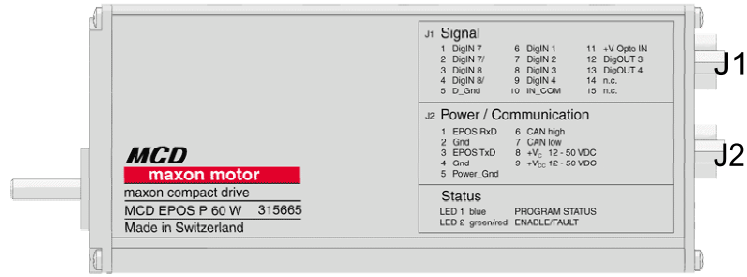 J1 Signal
1 DigIN 7 6 DigIN 1 11 +V Opto IN
2 DigIN 7/ 7 DigIN 2 12 DigOUT 3
3 DigIN 8 8 DigIN 3 13 DigOUT 4
4 DigIN 8/ 9 DigIN 4 14 n.c.
5 D_Gnd 10 IN_COM 15 n.c.
J1
J2 Power / Communication
1 EPOS RxD 6 CAN high
2 Gnd 7 CAN low
3 EPOS TxD 8 +Vc 12 - 50 VDC
4 Gnd 9 +Vcc 12 - 50 VDC
5 Power_Gnd
J2
MCD
maxon motor
maxon compact drive
MCD EPOS P 60 W 315665
Made in Switzerland
Status
LED 1 blue PROGRAM STATUS
LED 2 green/red ENABLE/FAULT